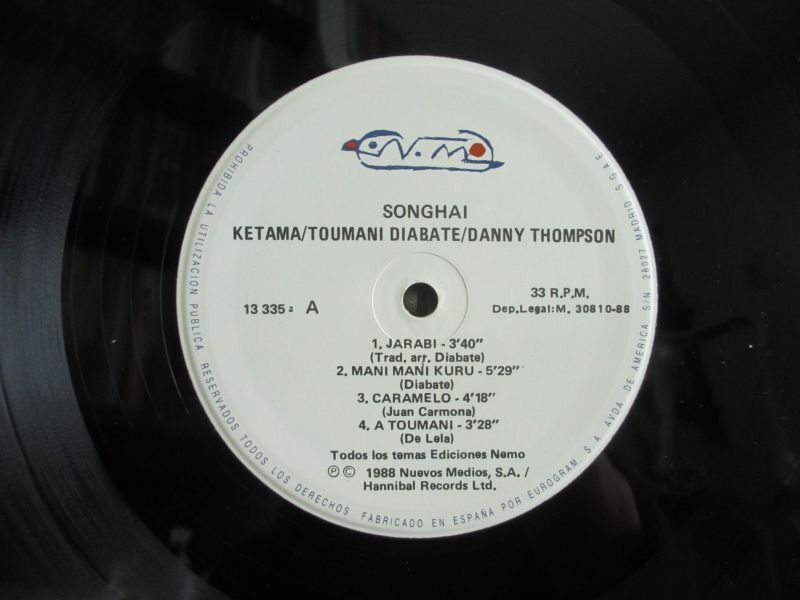 N.Mo
SONGHAI
KETAMA/TOUMANI DIABATE/DANNY THOMPSON
13 335= A
33 R.P.M.
Dep.Legal: M. 30810-88
1. JARABI - 3'40"
(Trad. arr. Diabate)
2. MANI MANI KURU - 5'29"
(Diabate)
3. CARAMELO - 4'18"
(Juan Carmona)
4. A TOUMANI - 3'28"
(De Lela)
Todos los temas Ediciones Nemo
Ⓟ © 1988 Nuevos Medios, S.A. /
Hannibal Records Ltd.
PROHIBIDA LA UTILIZACION PUBLICA. RESERVADOS TODOS LOS DERECHOS. FABRICADO EN ESPAÑA POR EUROGRAM, S.A. AVDA. DE AMERICA, S/N. 28027 MADRID S G A E